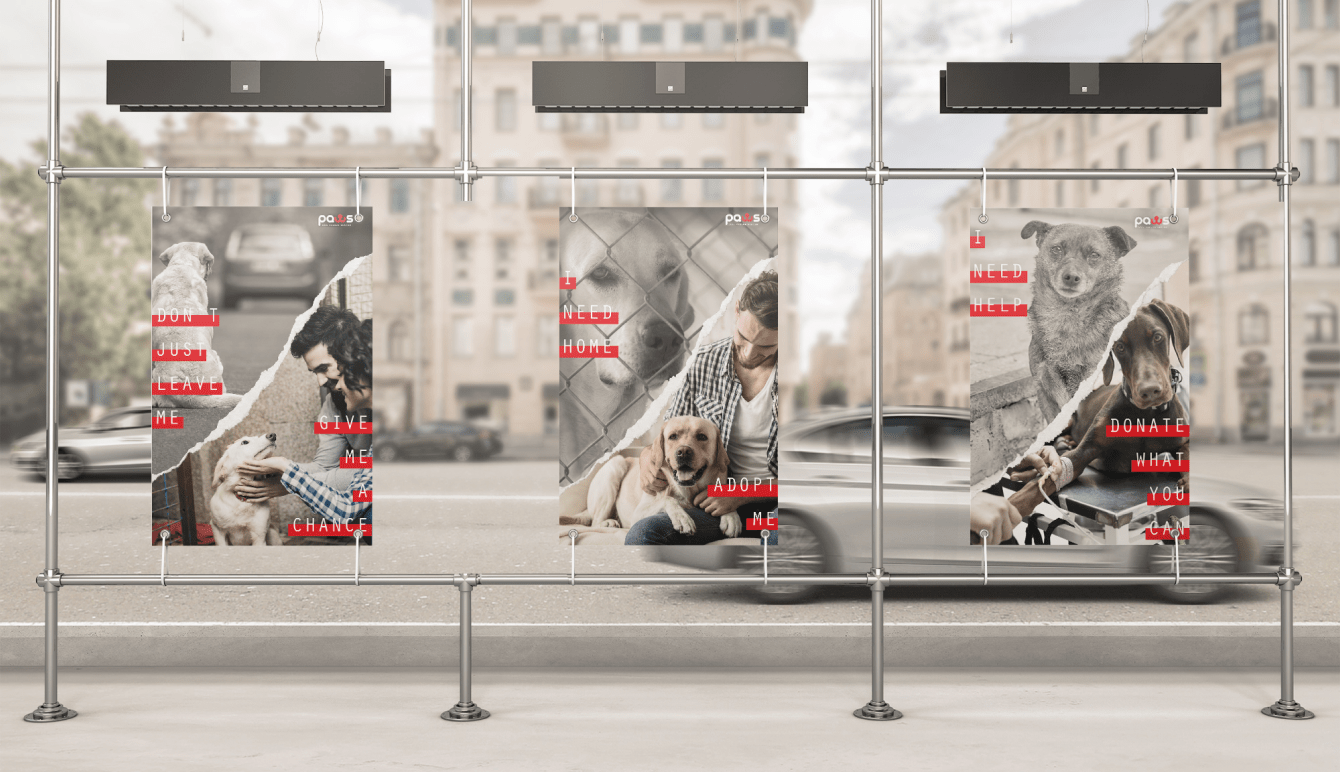 paws
DON T
JUST
LEAVE
ME
GIVE
ME
A
CHANCE
paws
I
NEED
HOME
ADOPT
ME
paws
I
NEED
HELP
DONATE
WHAT
YOU
CAN